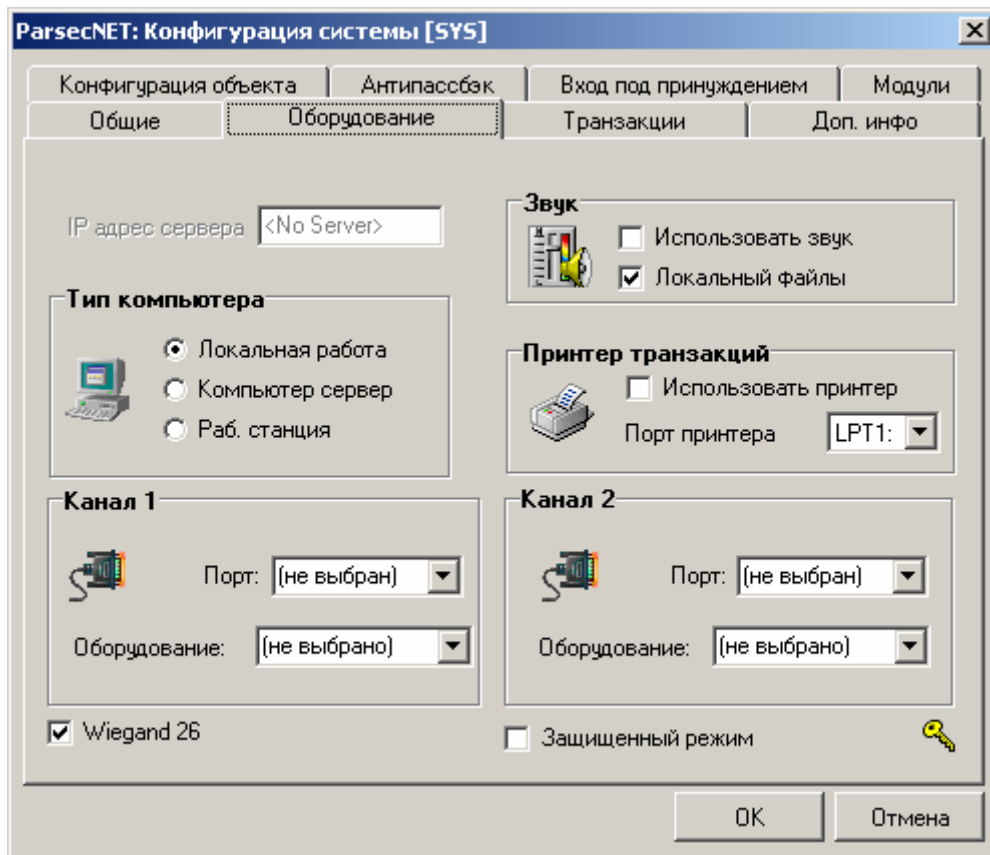 ParsecNET: Конфигурация системы [SYS]
Конфигурация объекта Антипассбэк Вход под принуждением Модули
Общие Оборудование Транзакции Доп. инфо
IP адрес сервера <No Server>
Звук
Использовать звук
Локальный файлы
Тип компьютера
Локальная работа
Компьютер сервер
Раб. станция
Принтер транзакций
Использовать принтер
Порт принтера LPT1:
Канал 1
Порт: (не выбран)
Оборудование: (не выбрано)
Канал 2
Порт: (не выбран)
Оборудование: (не выбрано)
Wiegand 26
Защищенный режим
OK Отмена